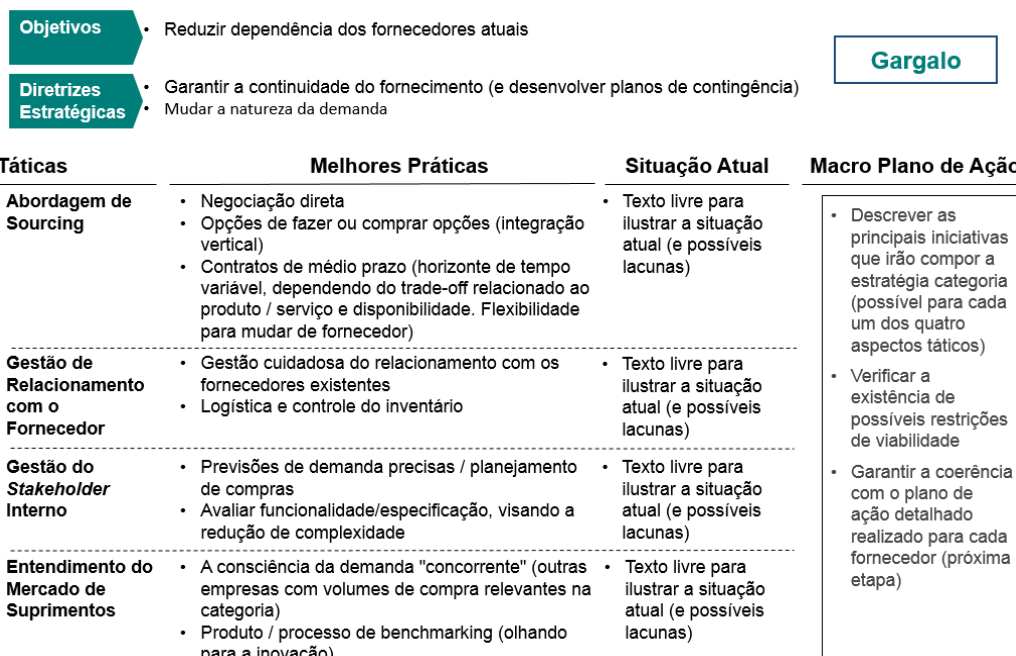 Objetivos
• Reduzir dependência dos fornecedores atuais
Gargalo
Diretrizes
Estratégicas
• Garantir a continuidade do fornecimento (e desenvolver planos de contingência)
• Mudar a natureza da demanda
Táticas
Melhores Práticas
Situação Atual
Macro Plano de Ação
Abordagem de
Sourcing
• Negociação direta
• Opções de fazer ou comprar opções (integração
vertical)
• Contratos de médio prazo (horizonte de tempo
variável, dependendo do trade-off relacionado ao
produto / serviço e disponibilidade. Flexibilidade
para mudar de fornecedor)
• Texto livre para
ilustrar a situação
atual (e possíveis
lacunas)
Gestão de
Relacionamento
com o
Fornecedor
• Gestão cuidadosa do relacionamento com os
fornecedores existentes
• Logística e controle do inventário
• Texto livre para
ilustrar a situação
atual (e possíveis
lacunas)
Gestão do
Stakeholder
Interno
• Previsões de demanda precisas / planejamento
de compras
• Avaliar funcionalidade/especificação, visando a
redução de complexidade
• Texto livre para
ilustrar a situação
atual (e possíveis
lacunas)
Entendimento do
Mercado de
Suprimentos
• A consciência da demanda "concorrente" (outras
empresas com volumes de compra relevantes na
categoria)
• Produto / processo de benchmarking (olhando
para a inovação)
• Texto livre para
ilustrar a situação
atual (e possíveis
lacunas)
• Descrever as
principais iniciativas
que irão compor a
estratégia categoria
(possível para cada
um dos quatro
aspectos táticos)
• Verificar a
existência de
possíveis restrições
de viabilidade
• Garantir a coerência
com o plano de
ação detalhado
realizado para cada
fornecedor (próxima
etapa)